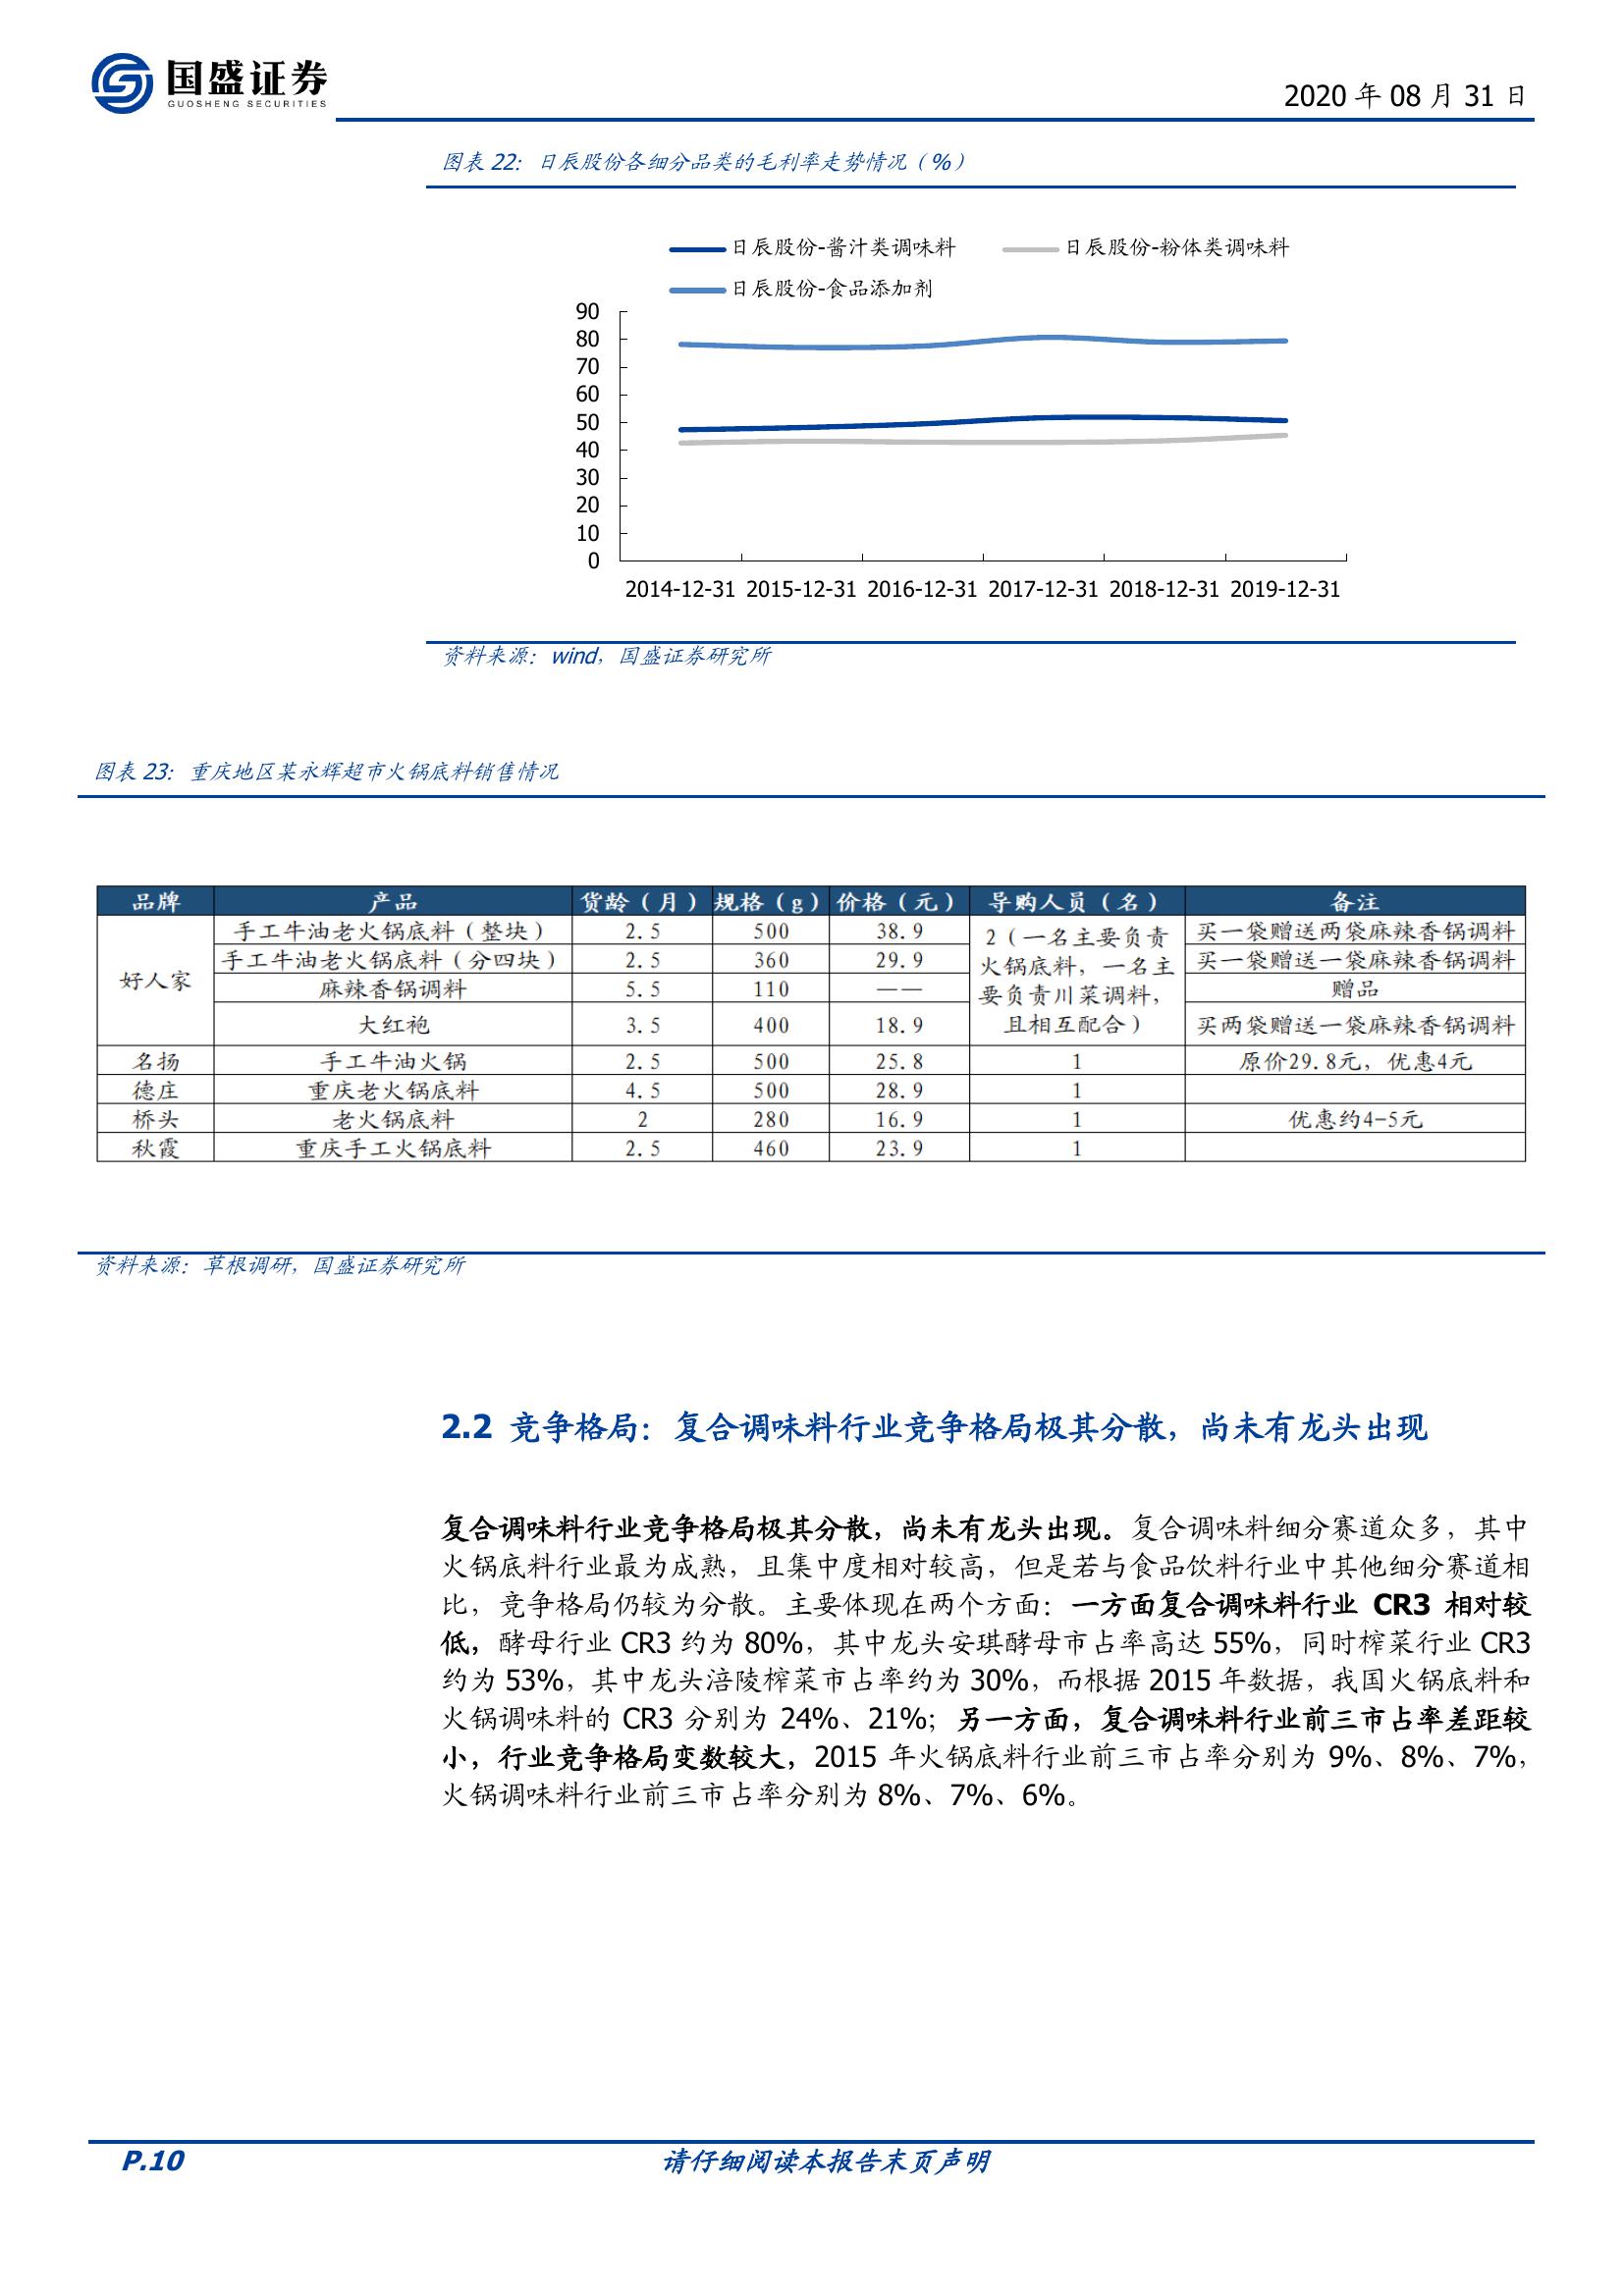 国盛证券
GUOSHENG SECURITIES
2020 年 08 月 31 日
图表 22：日辰股份各细分品类的毛利率走势情况（%）
日辰股份-酱汁类调味料 日辰股份-粉体类调味料
日辰股份-食品添加剂
90
80
70
60
50
40
30
20
10
0
2014-12-31 2015-12-31 2016-12-31 2017-12-31 2018-12-31 2019-12-31
资料来源：wind，国盛证券研究所
图表 23：重庆地区某永辉超市火锅底料销售情况
品牌 产品 货龄（月） 规格（g） 价格（元） 导购人员（名） 备注
好人家 手工牛油老火锅底料（整块） 2.5 500 38.9 2（一名主要负责 买一袋赠送两袋麻辣香锅调料
手工牛油老火锅底料（分四块） 2.5 360 29.9 火锅底料，一名主 买一袋赠送一袋麻辣香锅调料
麻辣香锅调料 5.5 110 —— 要负责川菜调料， 赠品
大红袍 3.5 400 18.9 且相互配合） 买两袋赠送一袋麻辣香锅调料
名扬 手工牛油火锅 2.5 500 25.8 1 原价29.8元，优惠4元
德庄 重庆老火锅底料 4.5 500 28.9 1
桥头 老火锅底料 2 280 16.9 1 优惠约4-5元
秋霞 重庆手工火锅底料 2.5 460 23.9 1
资料来源：草根调研，国盛证券研究所
2.2 竞争格局：复合调味料行业竞争格局极其分散，尚未有龙头出现
复合调味料行业竞争格局极其分散，尚未有龙头出现。复合调味料细分赛道众多，其中
火锅底料行业最为成熟，且集中度相对较高，但是若与食品饮料行业中其他细分赛道相
比，竞争格局仍较为分散。主要体现在两个方面：一方面复合调味料行业 CR3 相对较
低，酵母行业 CR3 约为 80%，其中龙头安琪酵母市占率高达 55%，同时榨菜行业 CR3
约为 53%，其中龙头涪陵榨菜市占率约为 30%，而根据 2015 年数据，我国火锅底料和
火锅调味料的 CR3 分别为 24%、21%；另一方面，复合调味料行业前三市占率差距较
小，行业竞争格局变数较大，2015 年火锅底料行业前三市占率分别为 9%、8%、7%，
火锅调味料行业前三市占率分别为 8%、7%、6%。
P.10 请仔细阅读本报告末页声明